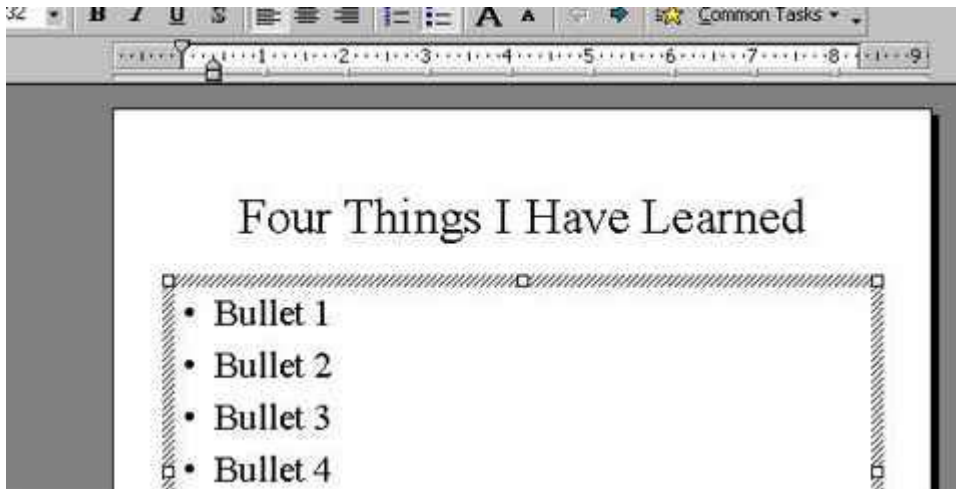 32 B I U S A A Common Tasks
1 2 3 4 5 6 7 8 9
Four Things I Have Learned
• Bullet 1
• Bullet 2
• Bullet 3
• Bullet 4